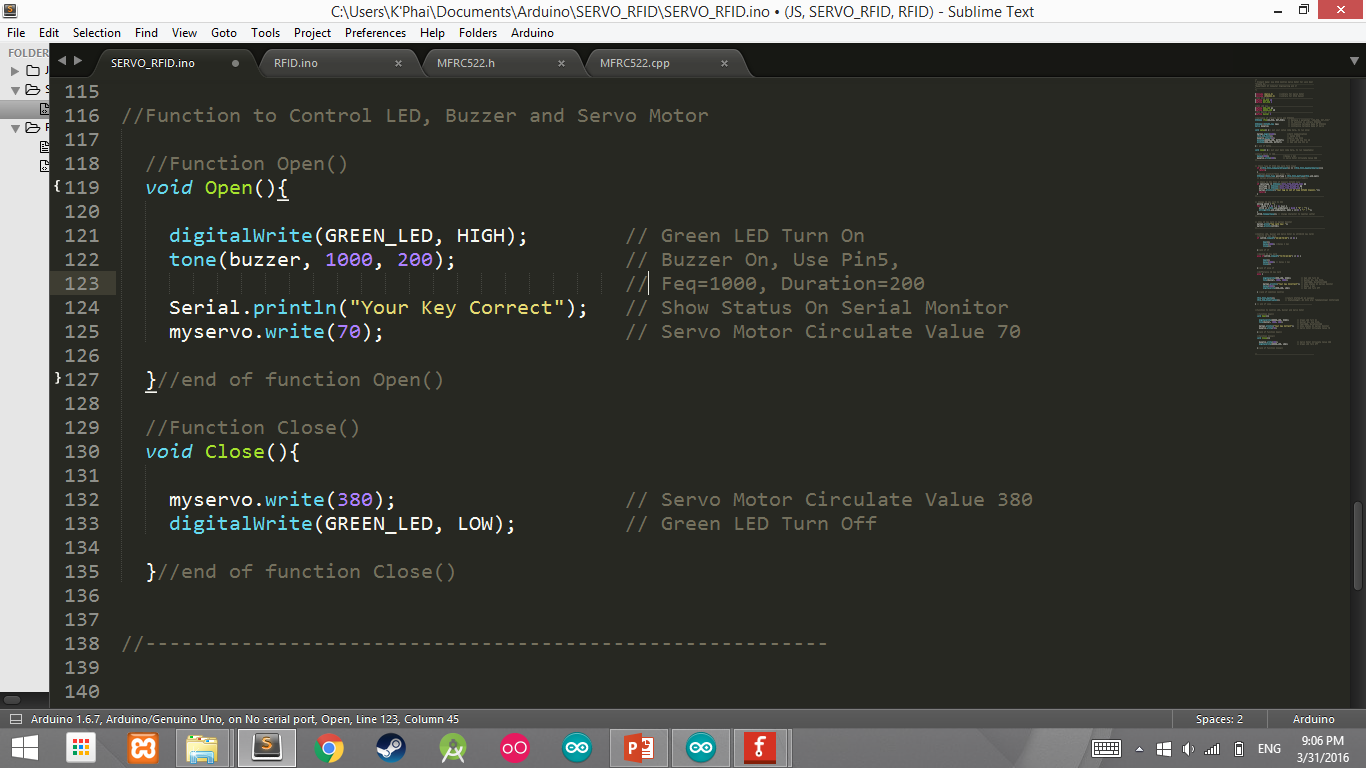 C:\Users\K'Phai\Documents\Arduino\SERVO_RFID\SERVO_RFID.ino • (JS, SERVO_RFID, RFID) - Sublime Text
File Edit Selection Find View Goto Tools Project Preferences Help Folders Arduino
FOLDER
SERVO_RFID.ino RFID.ino MFRC522.h MFRC522.cpp
115
116 //Function to Control LED, Buzzer and Servo Motor
117
118 //Function Open()
119 void Open(){
120
121 digitalWrite(GREEN_LED, HIGH); // Green LED Turn On
122 tone(buzzer, 1000, 200); // Buzzer On, Use Pin5,
123 // Feq=1000, Duration=200
124 Serial.println("Your Key Correct"); // Show Status On Serial Monitor
125 myservo.write(70); // Servo Motor Circulate Value 70
126
127 }//end of function Open()
128
129 //Function Close()
130 void Close(){
131
132 myservo.write(380); // Servo Motor Circulate Value 380
133 digitalWrite(GREEN_LED, LOW); // Green LED Turn Off
134
135 }//end of function Close()
136
137
138 //---------------------------------------------------------
139
140
Arduino 1.6.7, Arduino/Genuino Uno, on No serial port, Open, Line 123, Column 45 Spaces: 2 Arduino
ENG
9:06 PM
3/31/2016